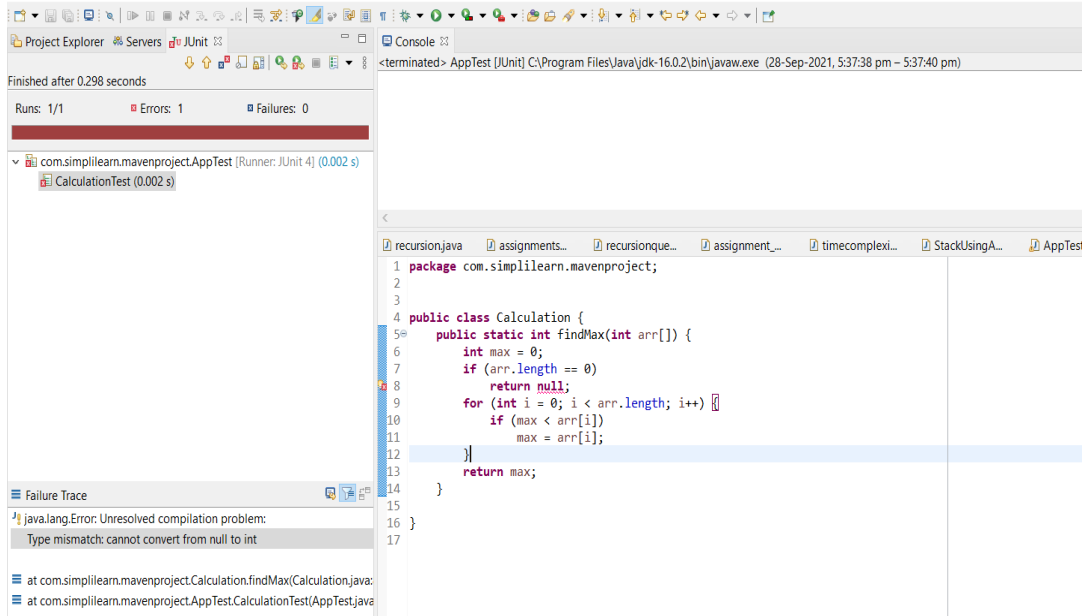 Project Explorer Servers JUnit
Console
<terminated> AppTest [JUnit] C:\Program Files\Java\jdk-16.0.2\bin\javaw.exe (28-Sep-2021, 5:37:38 pm – 5:37:40 pm)
Finished after 0.298 seconds
Runs: 1/1 Errors: 1 Failures: 0
com.simplilearn.mavenproject.AppTest [Runner: JUnit 4] (0.002 s)
CalculationTest (0.002 s)
Failure Trace
java.lang.Error: Unresolved compilation problem:
Type mismatch: cannot convert from null to int
at com.simplilearn.mavenproject.Calculation.findMax(Calculation.java:
at com.simplilearn.mavenproject.AppTest.CalculationTest(AppTest.java
recursion.java assignments... recursionque... assignment_... timecomplexi... StackUsingA... AppTest
1 package com.simplilearn.mavenproject;
2
3
4 public class Calculation {
5 public static int findMax(int arr[]) {
6 int max = 0;
7 if (arr.length == 0)
8 return null;
9 for (int i = 0; i < arr.length; i++) {
10 if (max < arr[i])
11 max = arr[i];
12 }
13 return max;
14 }
15
16 }
17